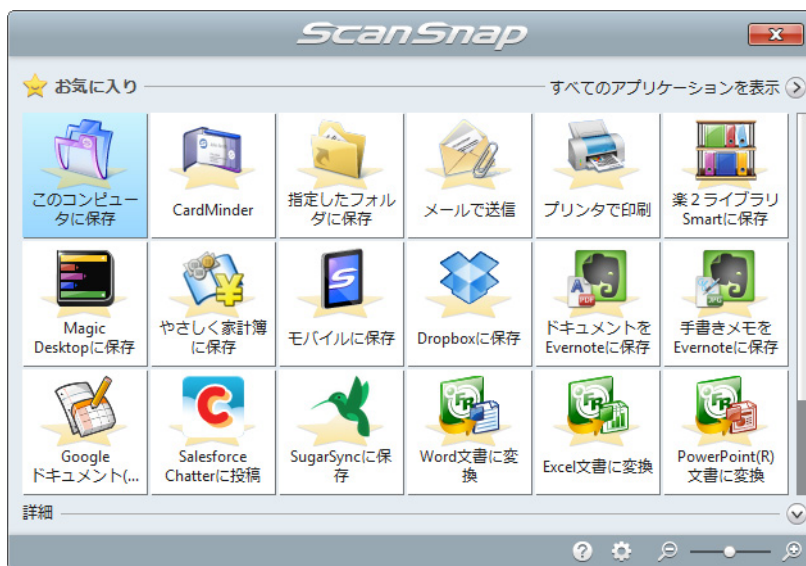 ScanSnap
お気に入り
すべてのアプリケーションを表示
このコンピュー
タに保存
CardMinder
指定したフォル
ダに保存
メールで送信
プリンタで印刷
楽2ライブラリ
Smartに保存
Magic
Desktopに保存
やさしく家計簿
に保存
モバイルに保存
Dropboxに保存
ドキュメントを
Evernoteに保存
手書きメモを
Evernoteに保存
Google
ドキュメント(...
Salesforce
Chatterに投稿
SugarSyncに保
存
Word文書に変
換
Excel文書に変換
PowerPoint(R)
文書に変換
詳細